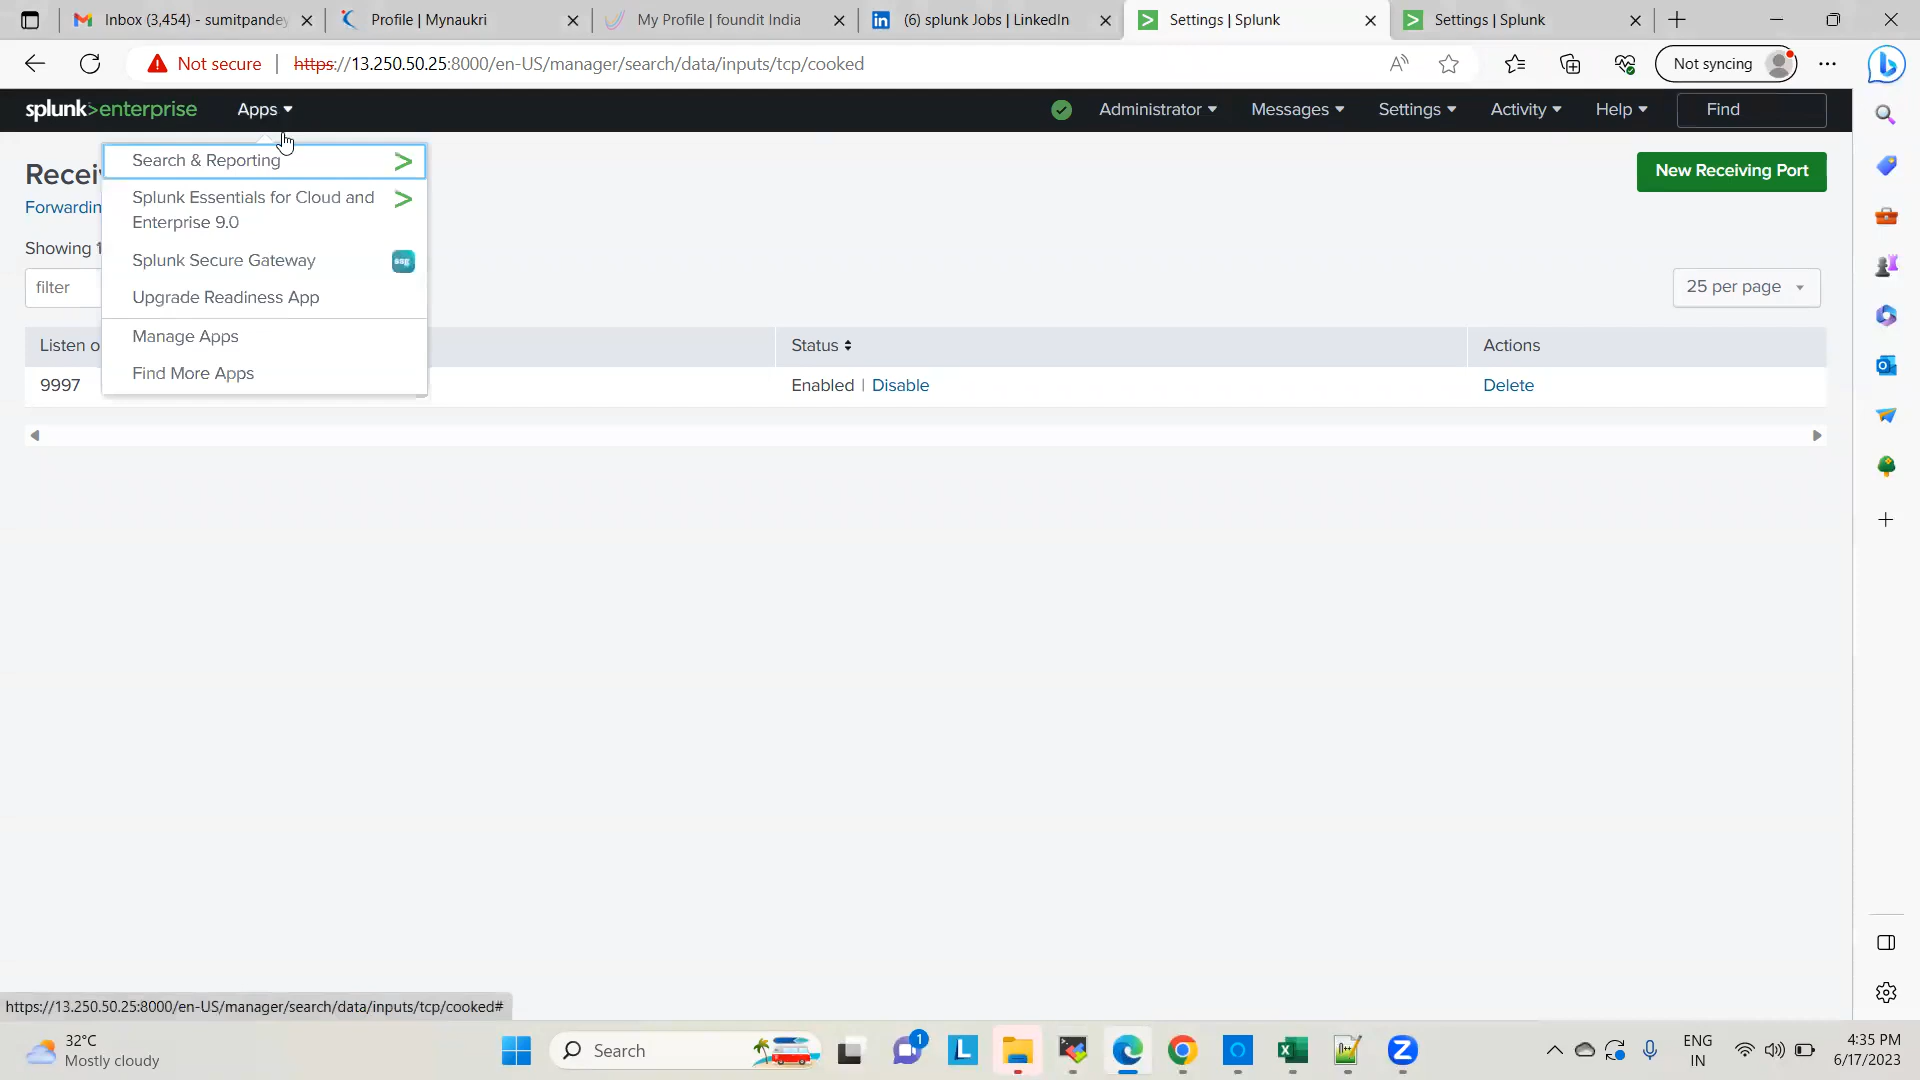 Inbox (3,454) - sumitpandey
Profile | Mynaukri
My Profile | foundit India
in
(6) splunk Jobs | LinkedIn
Settings | Splunk
Settings | Splunk
Not secure
https://13.250.50.25:8000/en-US/manager/search/data/inputs/tcp/cooked
Not syncing
splunk>enterprise
Apps
Administrator
Messages
Settings
Activity
Help
Find
Search & Reporting
Splunk Essentials for Cloud and
Enterprise 9.0
Splunk Secure Gateway
ssg
Upgrade Readiness App
Manage Apps
Find More Apps
Recei
Forwardin
Showing 1
filter
New Receiving Port
25 per page
Listen o
Status
Actions
9997
Enabled | Disable
Delete
https://13.250.50.25:8000/en-US/manager/search/data/inputs/tcp/cooked#
32°C
Mostly cloudy
Search
1
L
ENG
IN
4:35 PM
6/17/2023